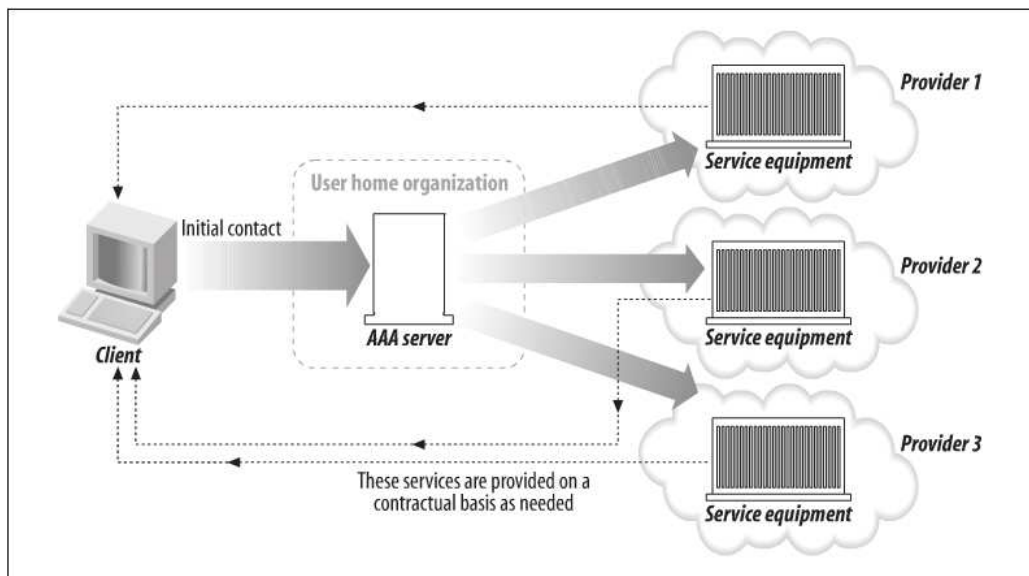 Provider 1
Service equipment
User home organization
Initial contact
Provider 2
AAA server
Service equipment
Client
Provider 3
These services are provided on a
contractual basis as needed
Service equipment